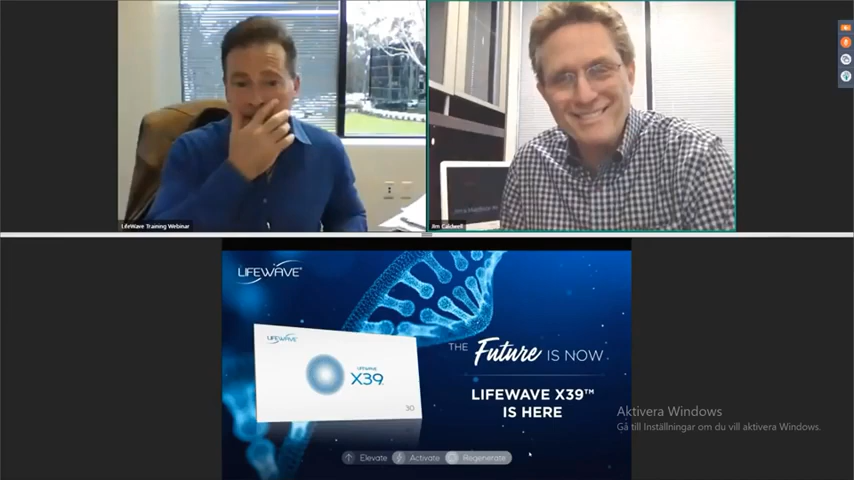 LifeWave Training Webinar
Jim Caldwell
LIFEWAVE®
LIFEWAVE
LIFEWAVE
X39
30
THE Future IS NOW
LIFEWAVE X39™
IS HERE
Elevate Activate Regenerate
Aktivera Windows
Gå till Inställningar om du vill aktivera Windows.